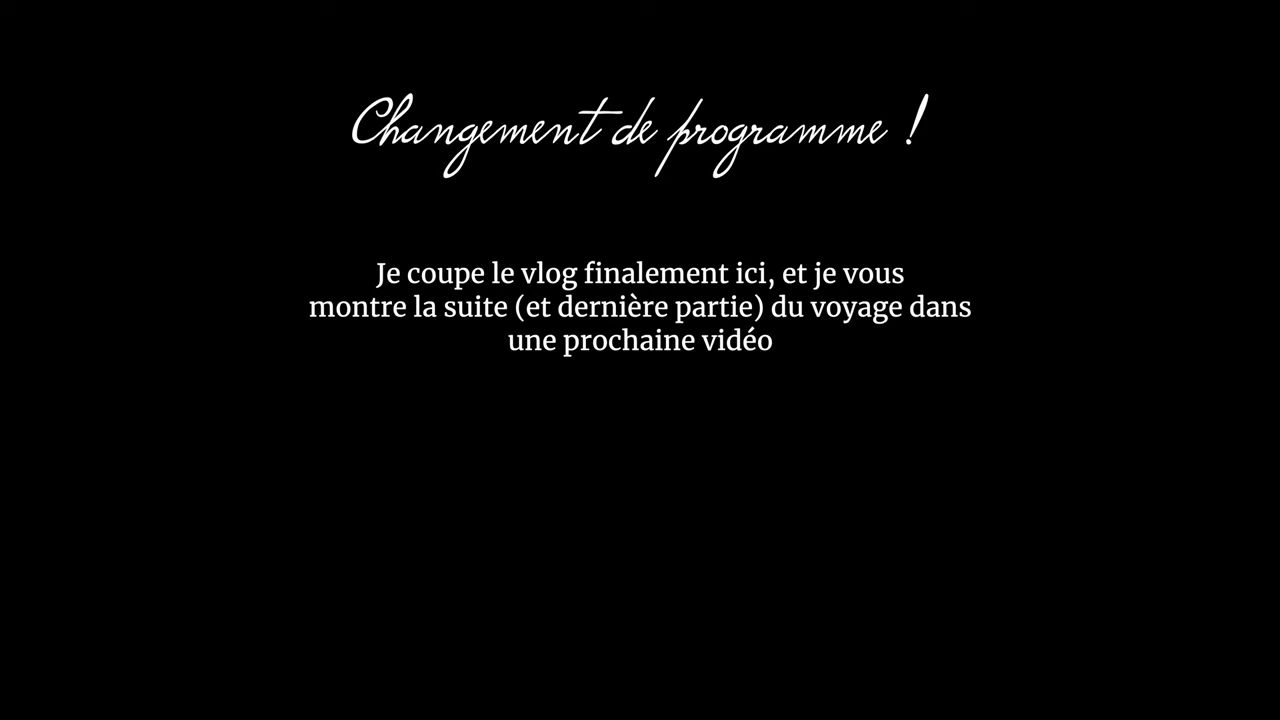 Changement de programme !
Je coupe le vlog finalement ici, et je vous
montre la suite (et dernière partie) du voyage dans
une prochaine vidéo